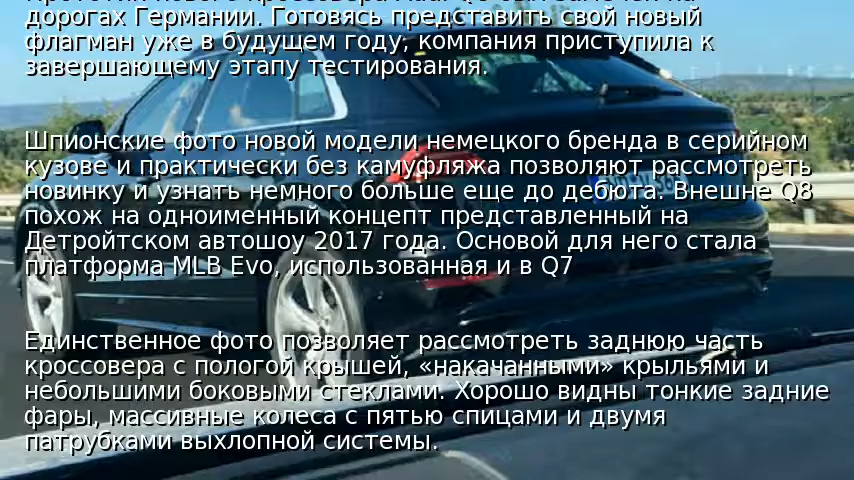 дорогах Германии. Готовясь представить свой новый
флагман уже в будущем году, компания приступила к
завершающему этапу тестирования.
Шпионские фото новой модели немецкого бренда в серийном
кузове и практически без камуфляжа позволяют рассмотреть
новинку и узнать немного больше еще до дебюта. Внешне Q8
похож на одноименный концепт представленный на
Детройтском автошоу 2017 года. Основой для него стала
платформа MLB Evo, использованная и в Q7
Единственное фото позволяет рассмотреть заднюю часть
кроссовера с пологой крышей, «накачанными» крыльями и
небольшими боковыми стеклами. Хорошо видны тонкие задние
фары, массивные колеса с пятью спицами и двумя
патрубками выхлопной системы.